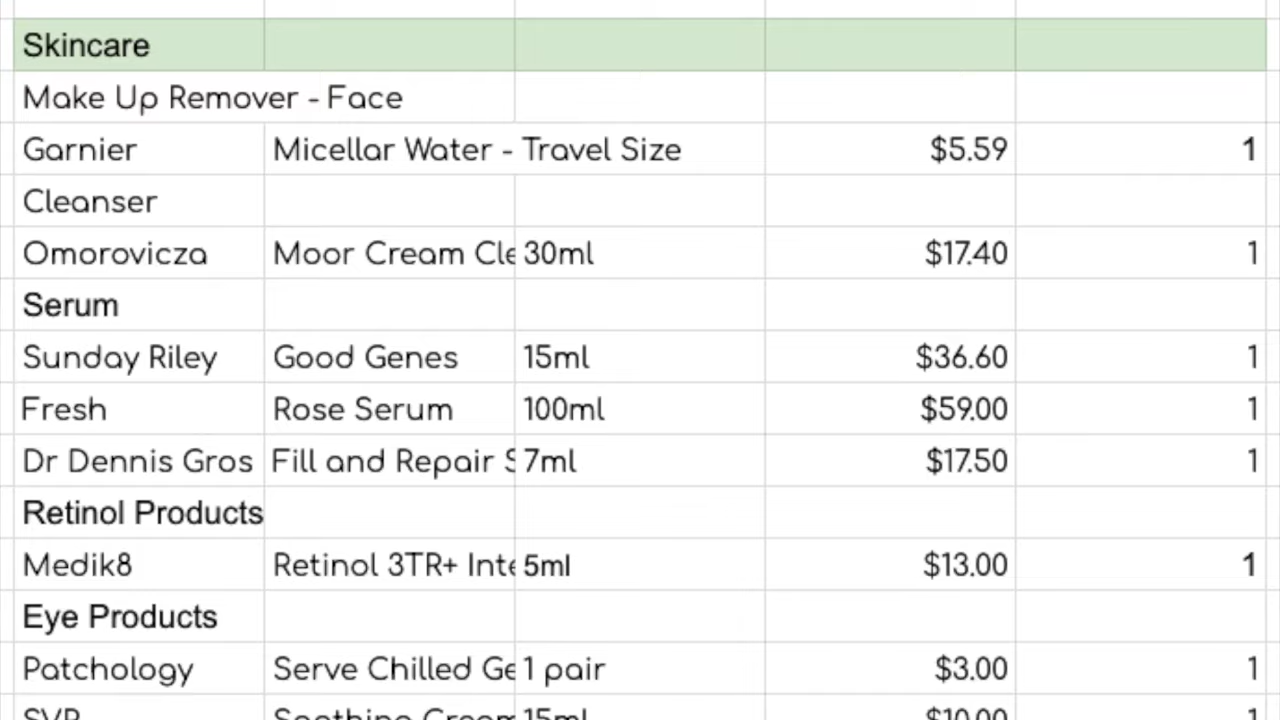 Skincare
Make Up Remover - Face
Garnier Micellar Water - Travel Size $5.59 1
Cleanser
Omorovicza Moor Cream Cle 30ml $17.40 1
Serum
Sunday Riley Good Genes 15ml $36.60 1
Fresh Rose Serum 100ml $59.00 1
Dr Dennis Gros Fill and Repair S 7ml $17.50 1
Retinol Products
Medik8 Retinol 3TR+ Inte 5ml $13.00 1
Eye Products
Patchology Serve Chilled Ge 1 pair $3.00 1
SVR Soothing Cream 15ml $10.00 1